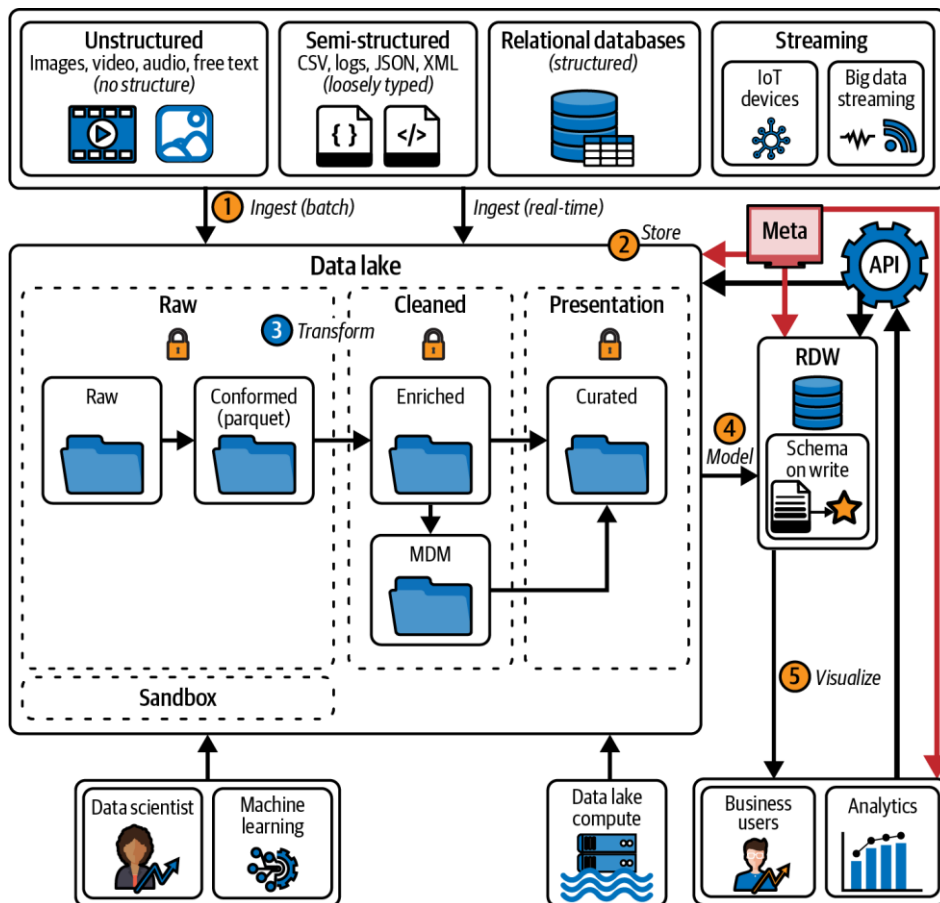 Unstructured
Images, video, audio, free text
(no structure)
Semi-structured
CSV, logs, JSON, XML
(loosely typed)
{ }
</>
Relational databases
(structured)
Streaming
IoT
devices
Big data
streaming
1 Ingest (batch)
Ingest (real-time)
2 Store
Meta
API
Data lake
Raw
3 Transform
Cleaned
Presentation
Raw
Conformed
(parquet)
Enriched
Curated
MDM
4
Model
RDW
Schema
on write
5 Visualize
Sandbox
Data scientist
Machine
learning
Data lake
compute
Business
users
Analytics